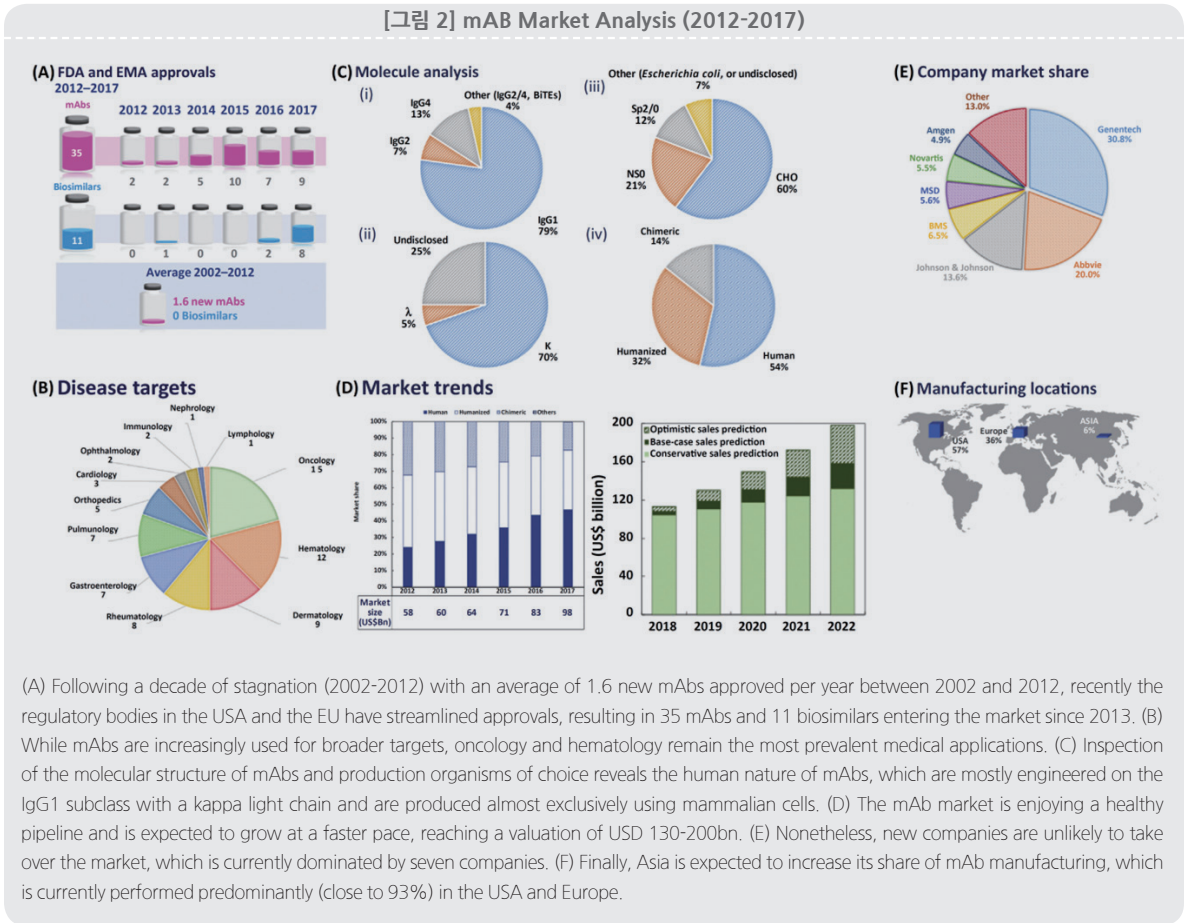 [그림 2] mAB Market Analysis (2012-2017)
(A) FDA and EMA approvals
2012–2017
mAbs
2012 2013 2014 2015 2016 2017
35
2 2 5 10 7 9
Biosimilars
11
0 1 0 0 2 8
Average 2002–2012
1.6 new mAbs
0 Biosimilars
(B) Disease targets
Nephrology
1
Immunology
2
Lymphology
1
Ophthalmology
2
Oncology
1 5
Cardiology
3
Orthopedics
5
Pulmunology
7
Hematology
12
Gastroenterology
7
Rheumatology
8
Dermatology
9
(C) Molecule analysis
(i)
Other (IgG2/4, BiTEs)
4%
IgG4
13%
IgG2
7%
IgG1
79%
(ii)
Undisclosed
25%
λ
5%
K
70%
(iii)
Other (Escherichia coli, or undisclosed)
7%
Sp2/0
12%
NS0
21%
CHO
60%
(iv)
Chimeric
14%
Humanized
32%
Human
54%
(D) Market trends
Human Humanized Chimeric Others
100%
90%
80%
70%
60%
50%
40%
30%
20%
10%
0%
Market share
2012 2013 2014 2015 2016 2017
Market
size
(US$Bn)
58 60 64 71 83 98
Optimistic sales prediction
Base-case sales prediction
Conservative sales prediction
Sales (US$ billion)
200
160
120
80
40
0
2018 2019 2020 2021 2022
(E) Company market share
Other
13.0%
Genentech
30.8%
Amgen
4.9%
Novartis
5.5%
MSD
5.6%
BMS
6.5%
Johnson & Johnson
13.6%
Abbvie
20.0%
(F) Manufacturing locations
USA
57%
Europe
36%
ASIA
6%
(A) Following a decade of stagnation (2002-2012) with an average of 1.6 new mAbs approved per year between 2002 and 2012, recently the
regulatory bodies in the USA and the EU have streamlined approvals, resulting in 35 mAbs and 11 biosimilars entering the market since 2013. (B)
While mAbs are increasingly used for broader targets, oncology and hematology remain the most prevalent medical applications. (C) Inspection
of the molecular structure of mAbs and production organisms of choice reveals the human nature of mAbs, which are mostly engineered on the
IgG1 subclass with a kappa light chain and are produced almost exclusively using mammalian cells. (D) The mAb market is enjoying a healthy
pipeline and is expected to grow at a faster pace, reaching a valuation of USD 130-200bn. (E) Nonetheless, new companies are unlikely to take
over the market, which is currently dominated by seven companies. (F) Finally, Asia is expected to increase its share of mAb manufacturing, which
is currently performed predominantly (close to 93%) in the USA and Europe.